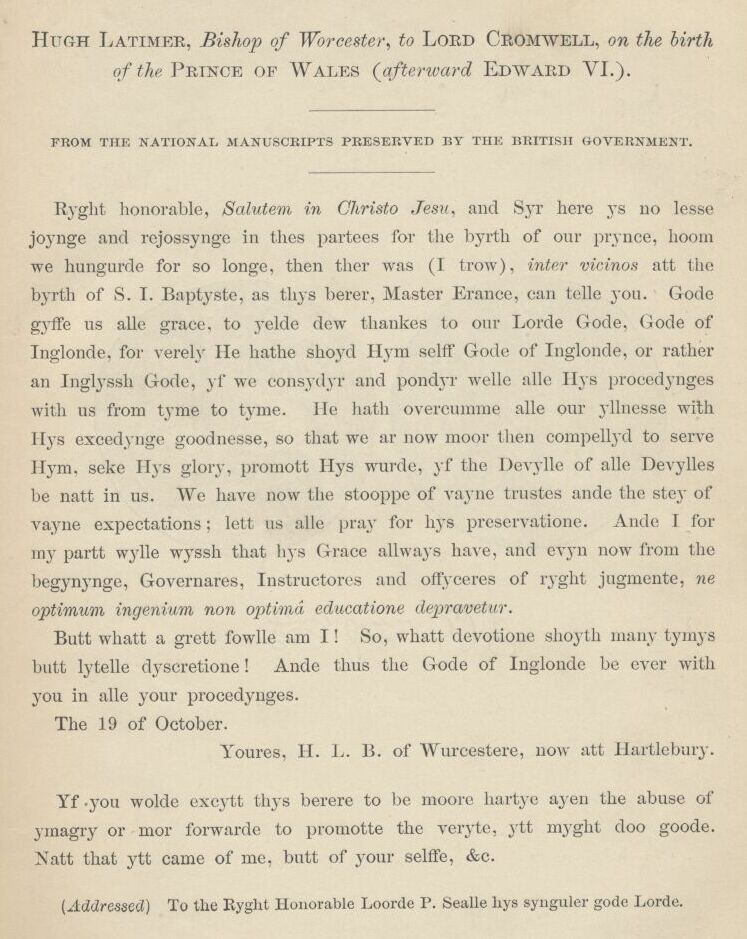 HUGH LATIMER, Bishop of Worcester, to LORD CROMWELL, on the birth
of the PRINCE OF WALES (afterward EDWARD VI.).
FROM THE NATIONAL MANUSCRIPTS PRESERVED BY THE BRITISH GOVERNMENT.
Ryght honorable, Salutem in Christo Jesu, and Syr here ys no lesse
joynge and rejossynge in thes partees for the byrth of our prynce, hoom
we hungurde for so longe, then ther was (I trow), inter vicinos att the
byrth of S. I. Baptyste, as thys berer, Master Erance, can telle you. Gode
gyffe us alle grace, to yelde dew thankes to our Lorde Gode, Gode of
Inglonde, for verely He hathe shoyd Hym selff Gode of Inglonde, or rather
an Inglyssh Gode, yf we consydyr and pondyr welle alle Hys procedynges
with us from tyme to tyme. He hath overcumme alle our yllnesse with
Hys excedynge goodnesse, so that we ar now moor then compellyd to serve
Hym, seke Hys glory, promott Hys wurde, yf the Devylle of alle Devylles
be natt in us. We have now the stooppe of vayne trustes ande the stey of
vayne expectations; lett us alle pray for hys preservatione. Ande I for
my partt wylle wyssh that hys Grace allways have, and evyn now from the
begynynge, Governares, Instructores and offyceres of ryght jugmente, ne
optimum ingenium non optimâ educatione depravetur.
Butt whatt a grett fowlle am I! So, whatt devotione shoyth many tymys
butt lytelle dyscretione! Ande thus the Gode of Inglonde be ever with
you in alle your procedynges.
The 19 of October.
Youres, H. L. B. of Wurcestere, now att Hartlebury.
Yf you wolde excytt thys berere to be moore hartye ayen the abuse of
ymagry or mor forwarde to promotte the veryte, ytt myght doo goode.
Natt that ytt came of me, butt of your selffe, &c.
(Addressed) To the Ryght Honorable Loorde P. Sealle hys synguler gode Lorde.